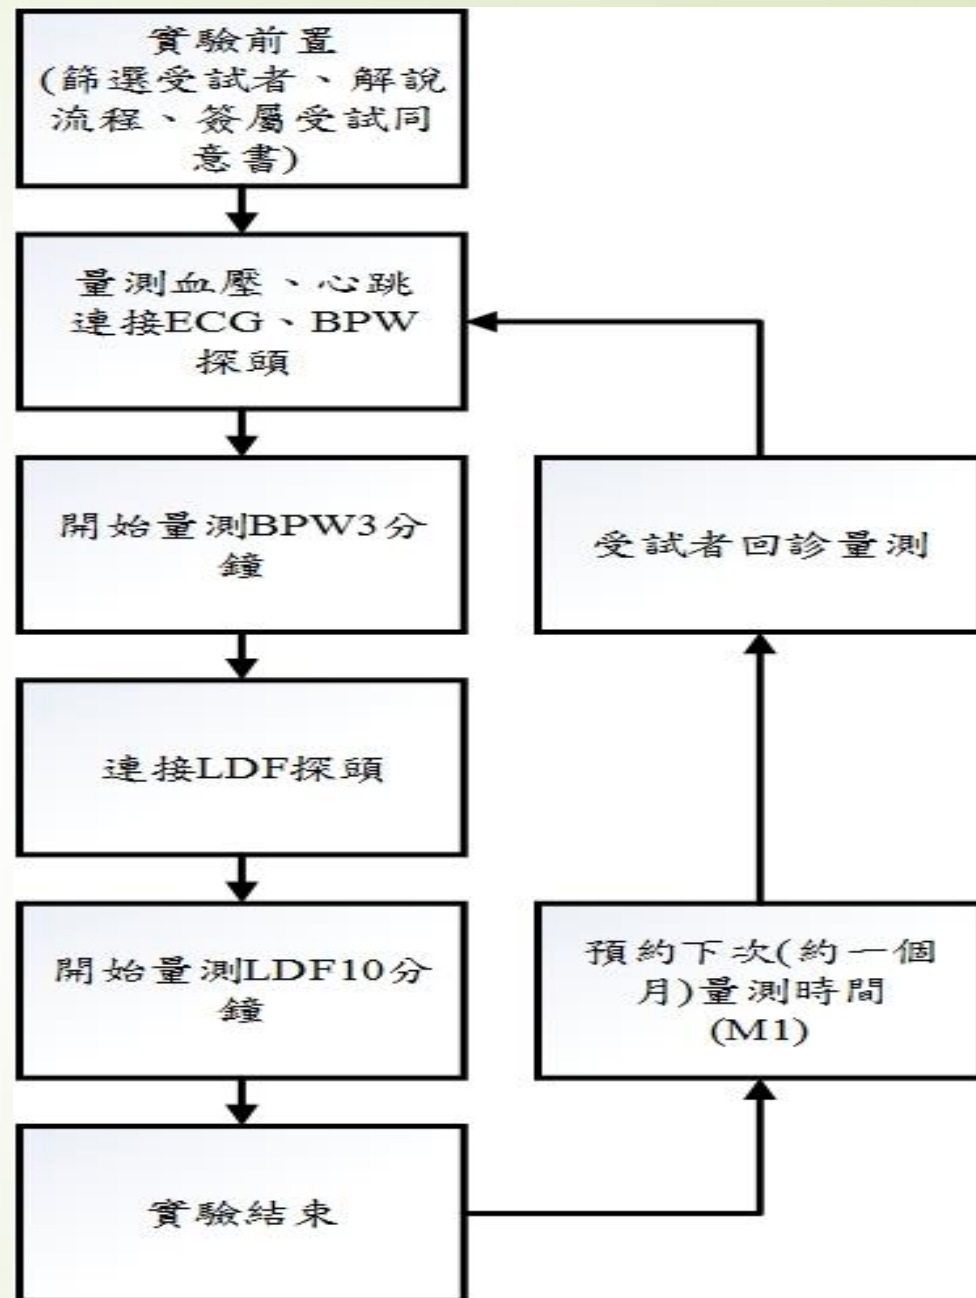 實驗前置
(篩選受試者、解說
流程、簽屬受試同
意書)
量測血壓、心跳
連接ECG、BPW
探頭
開始量測BPW3分
鐘
連接LDF探頭
開始量測LDF10分
鐘
實驗結束
預約下次(約一個
月)量測時間
(M1)
受試者回診量測